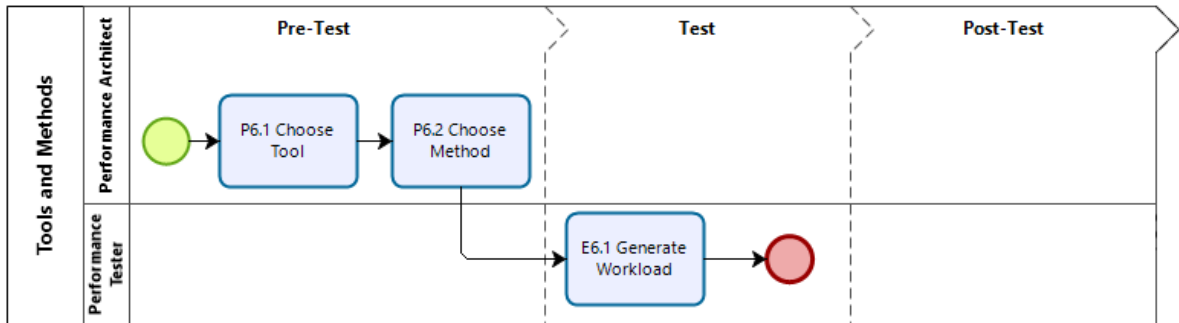 Tools and Methods
Performance Architect
Pre-Test
Test
Post-Test
P6.1 Choose
Tool
P6.2 Choose
Method
Performance
Tester
E6.1 Generate
Workload